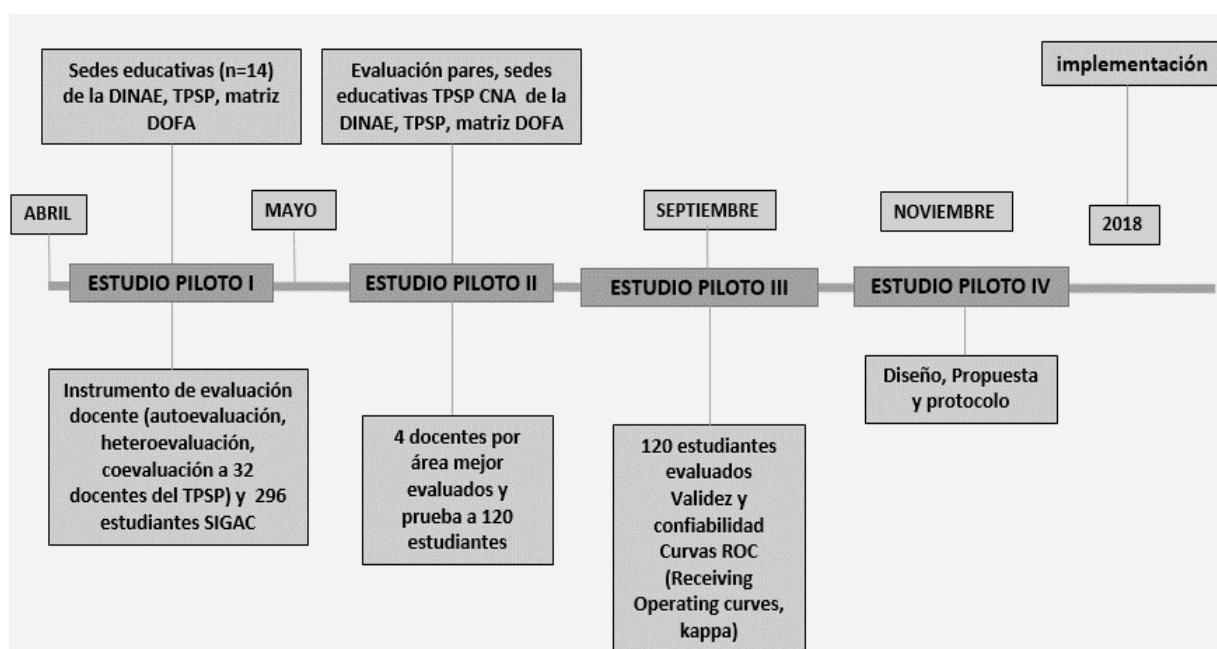 Sedes educativas (n=14)
de la DINAE, TPSP, matriz
DOFA
Evaluación pares, sedes
educativas TPSP CNA de la
DINAE, TPSP, matriz DOFA
implementación
ABRIL
MAYO
SEPTIEMBRE
NOVIEMBRE
2018
ESTUDIO PILOTO I
ESTUDIO PILOTO II
ESTUDIO PILOTO III
ESTUDIO PILOTO IV
Instrumento de evaluación
docente (autoevaluación,
heteroevaluación,
coevaluación a 32
docentes del TPSP) y 296
estudiantes SIGAC
4 docentes por
área mejor
evaluados y
prueba a 120
estudiantes
120 estudiantes
evaluados
Validez y
confiabilidad
Curvas ROC
(Receiving
Operating curves,
kappa)
Diseño, Propuesta
y protocolo